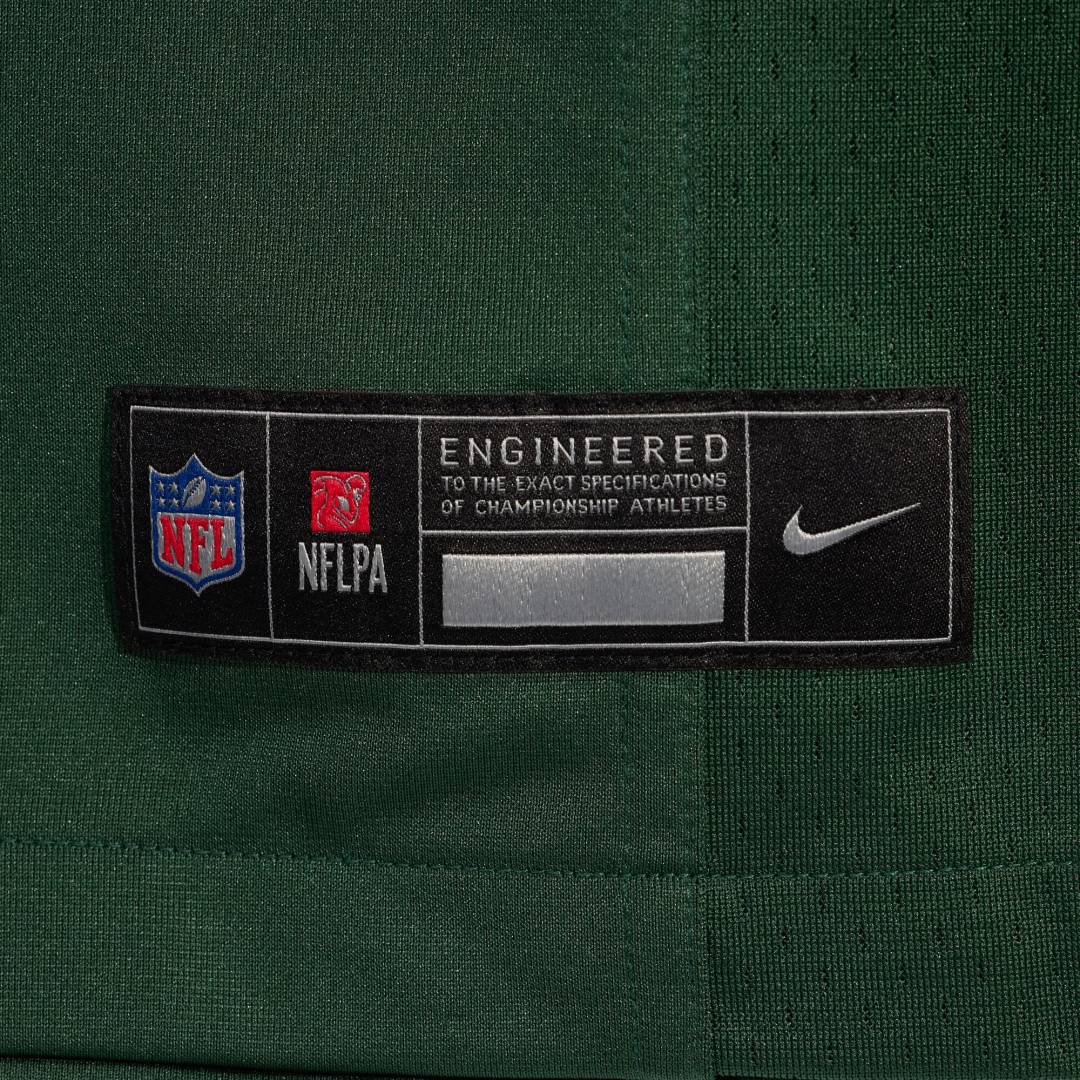 NFL
NFLPA
ENGINEERED
TO THE EXACT SPECIFICATIONS
OF CHAMPIONSHIP ATHLETES